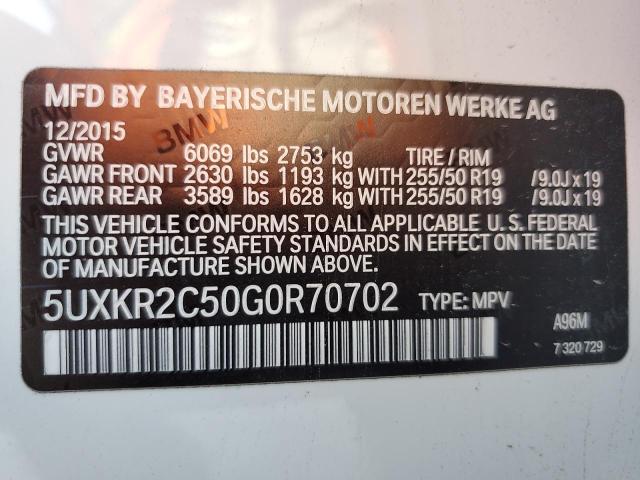 MFD BY BAYERISCHE MOTOREN WERKE AG
12/2015
GVWR 6069 lbs 2753 kg TIRE / RIM
GAWR FRONT 2630 lbs 1193 kg WITH 255/50 R19 /9.0J x 19
GAWR REAR 3589 lbs 1628 kg WITH 255/50 R19 /9.0J x 19
THIS VEHICLE CONFORMS TO ALL APPLICABLE U. S. FEDERAL
MOTOR VEHICLE SAFETY STANDARDS IN EFFECT ON THE DATE
OF MANUFACTURE SHOWN ABOVE.
5UXKR2C50G0R70702 TYPE: MPV A96M
7 320 729
BMW